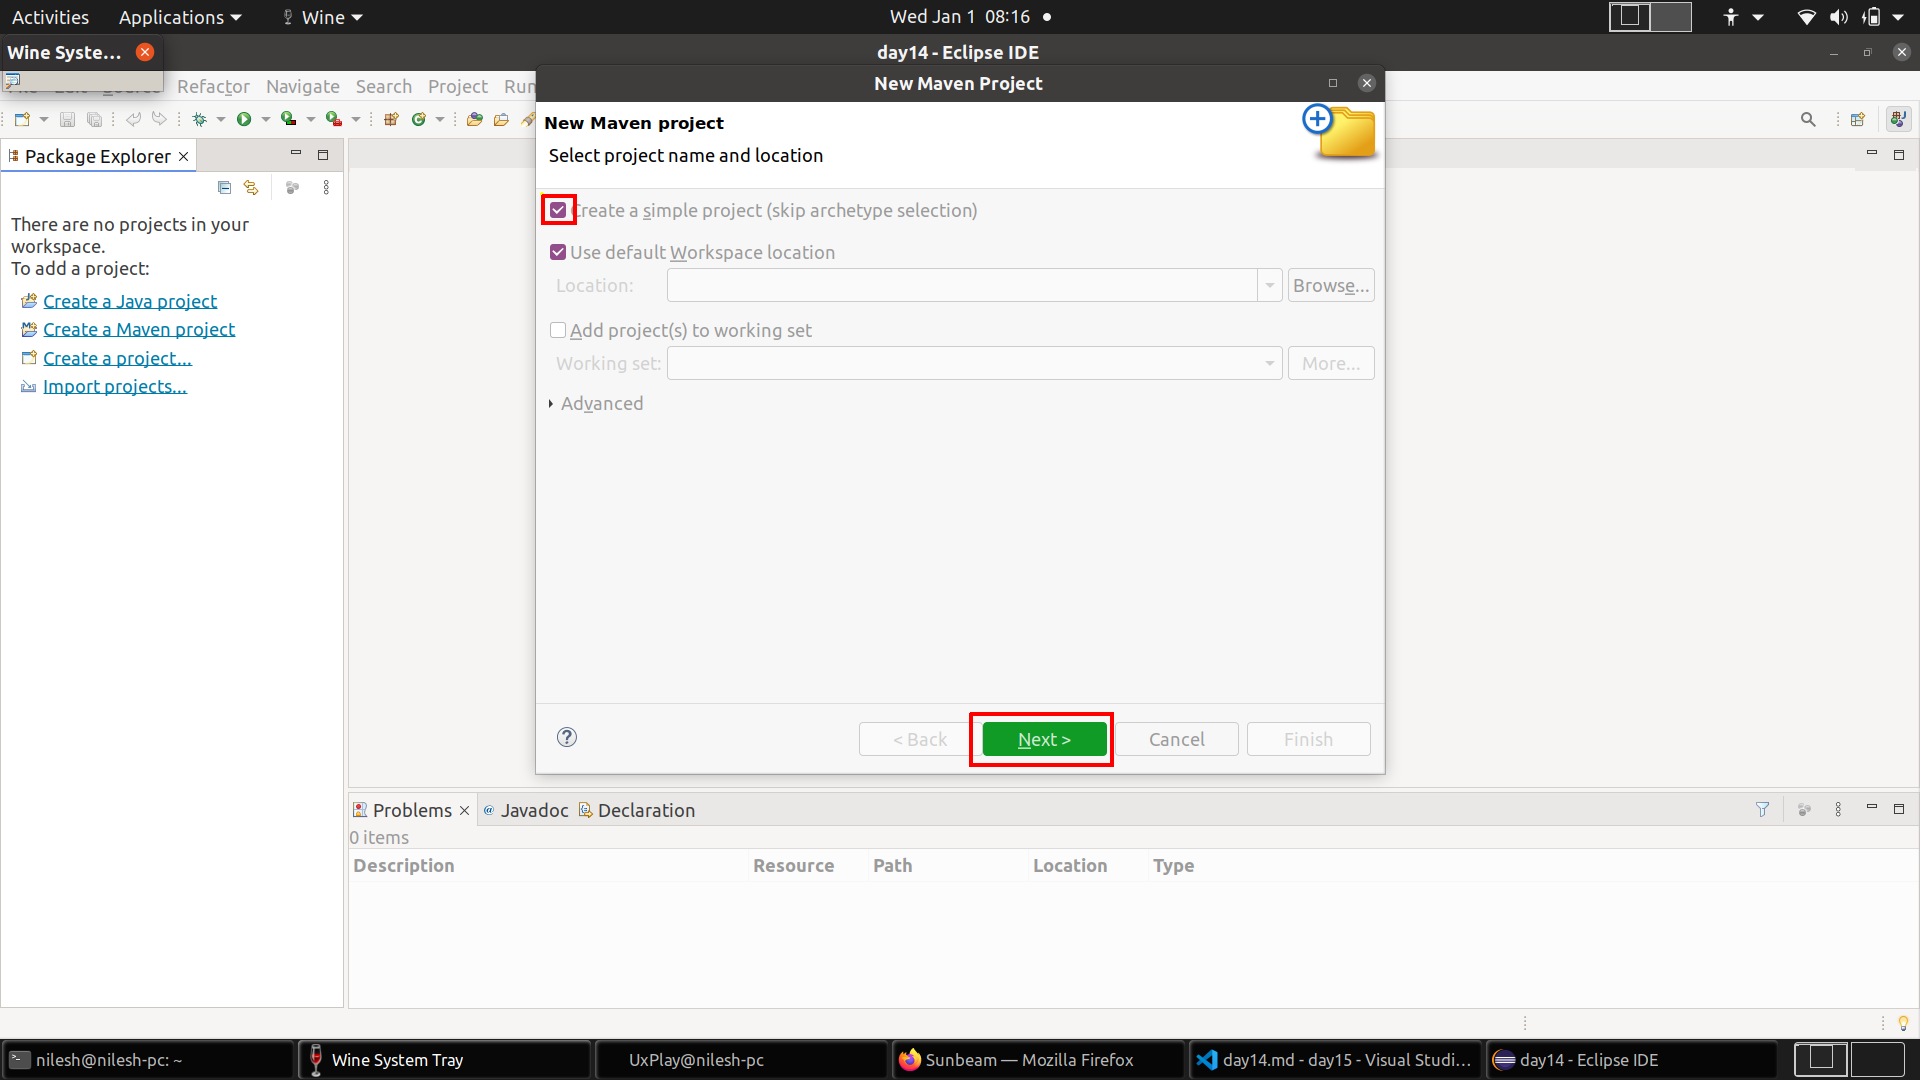 Activities Applications Wine Wed Jan 1 08:16
Wine Syste... day14 - Eclipse IDE
Refactor Navigate Search Project Run
New Maven Project
New Maven project
Select project name and location
Package Explorer
There are no projects in your
workspace.
To add a project:
Create a Java project
Create a Maven project
Create a project...
Import projects...
Create a simple project (skip archetype selection)
Use default Workspace location
Location: Browse...
Add project(s) to working set
Working set: More...
Advanced
< Back Next > Cancel Finish
Problems @ Javadoc Declaration
0 items
Description Resource Path Location Type
nilesh@nilesh-pc: ~ Wine System Tray UxPlay@nilesh-pc Sunbeam — Mozilla Firefox day14.md - day15 - Visual Studi... day14 - Eclipse IDE